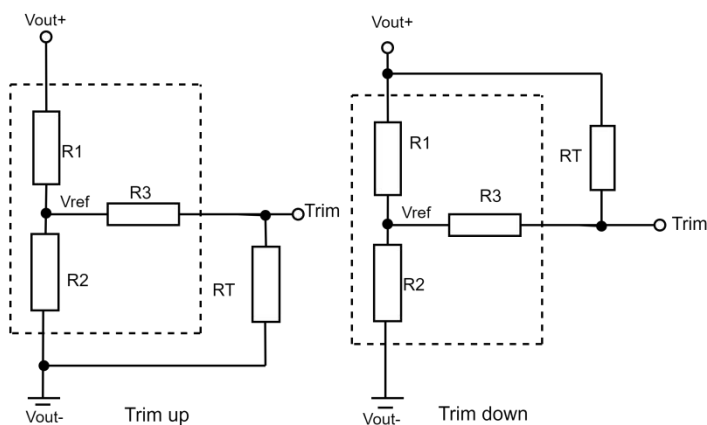 Vout+
R1
Vref
R3
Trim
R2
RT
Vout-
Trim up
Vout+
R1
RT
R3
Vref
Trim
R2
Vout-
Trim down